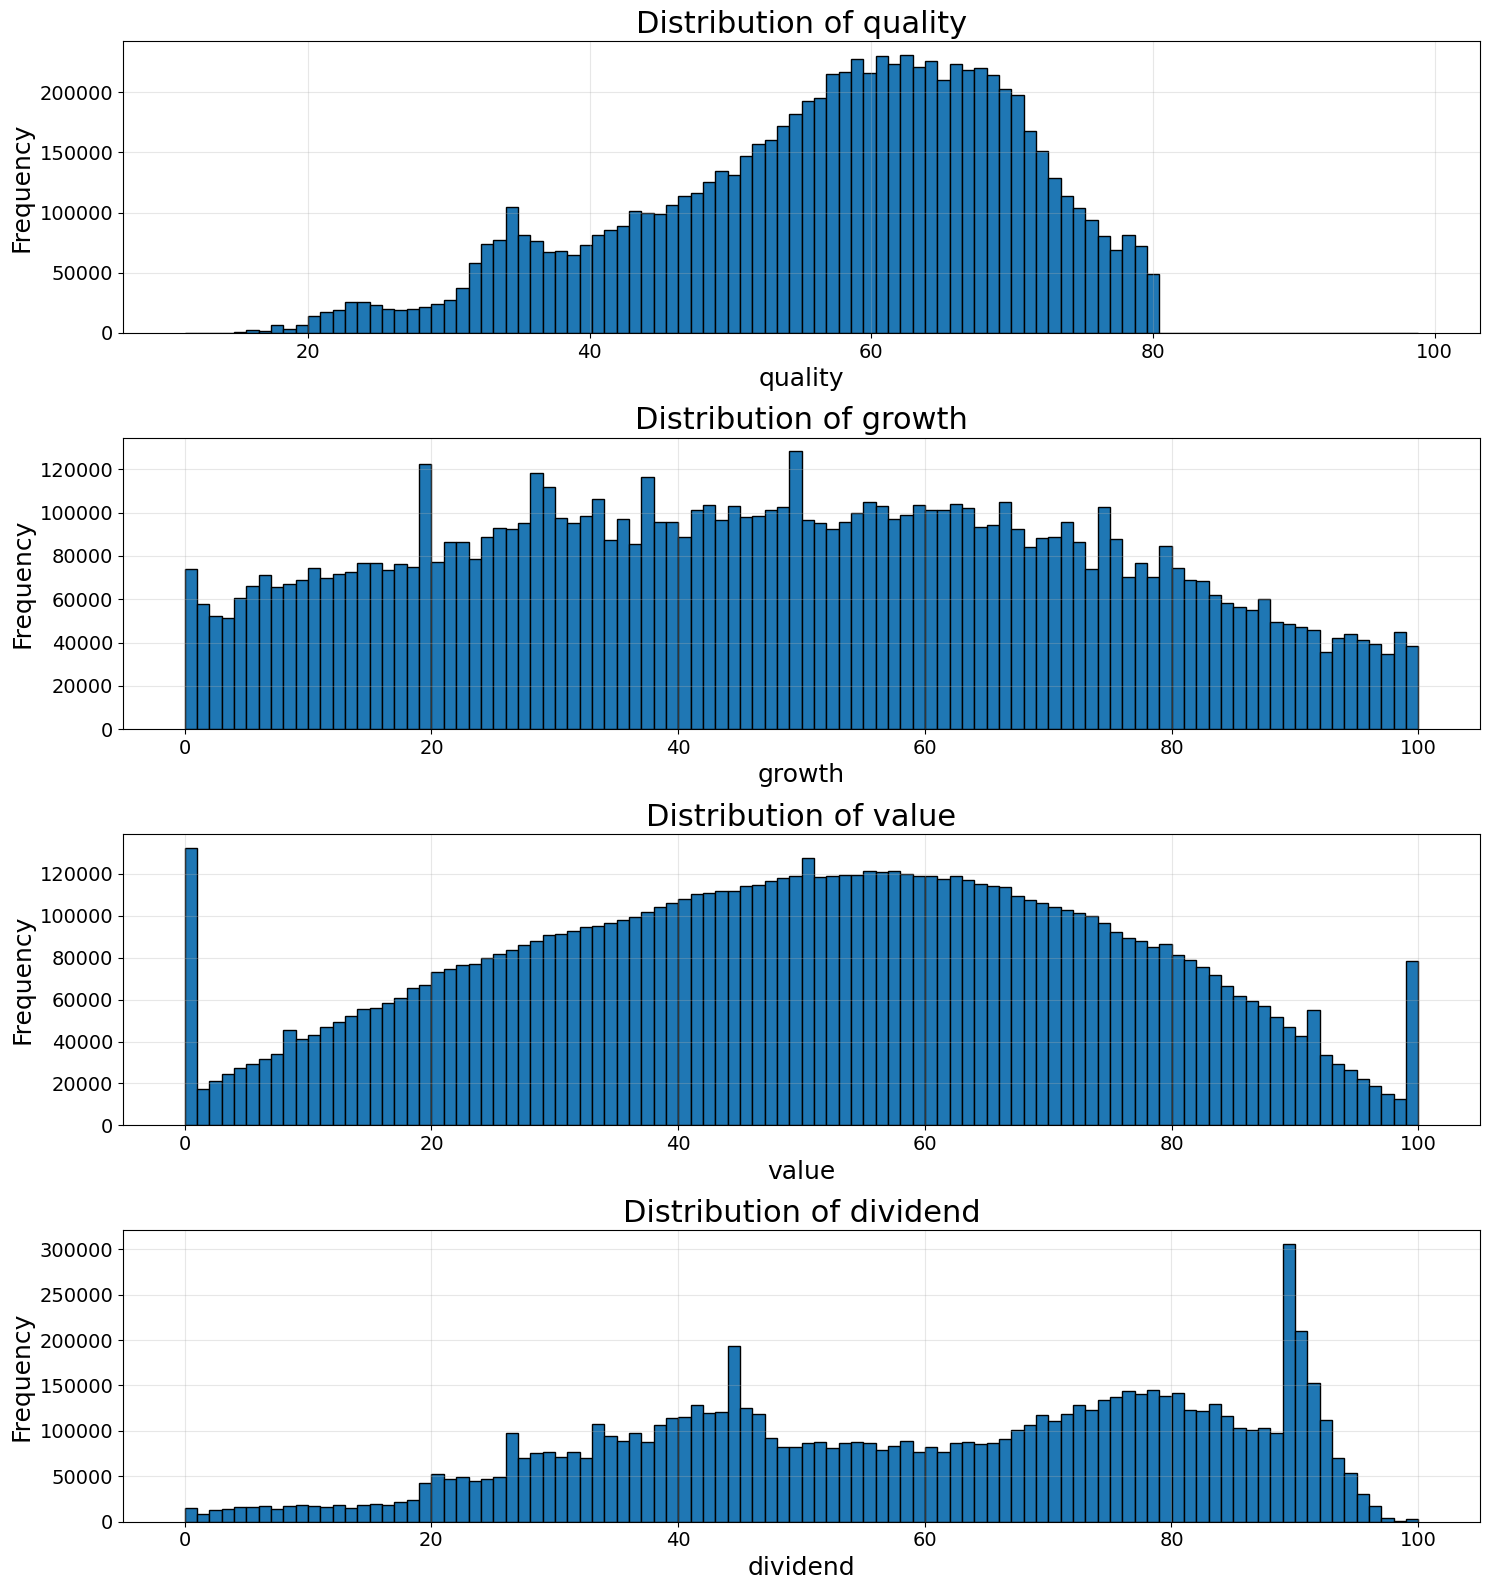 Distribution of quality
Frequency
200000
150000
100000
50000
0
20 40 60 80 100
quality
Distribution of growth
Frequency
120000
100000
80000
60000
40000
20000
0
0 20 40 60 80 100
growth
Distribution of value
Frequency
120000
100000
80000
60000
40000
20000
0
0 20 40 60 80 100
value
Distribution of dividend
Frequency
300000
250000
200000
150000
100000
50000
0
0 20 40 60 80 100
dividend